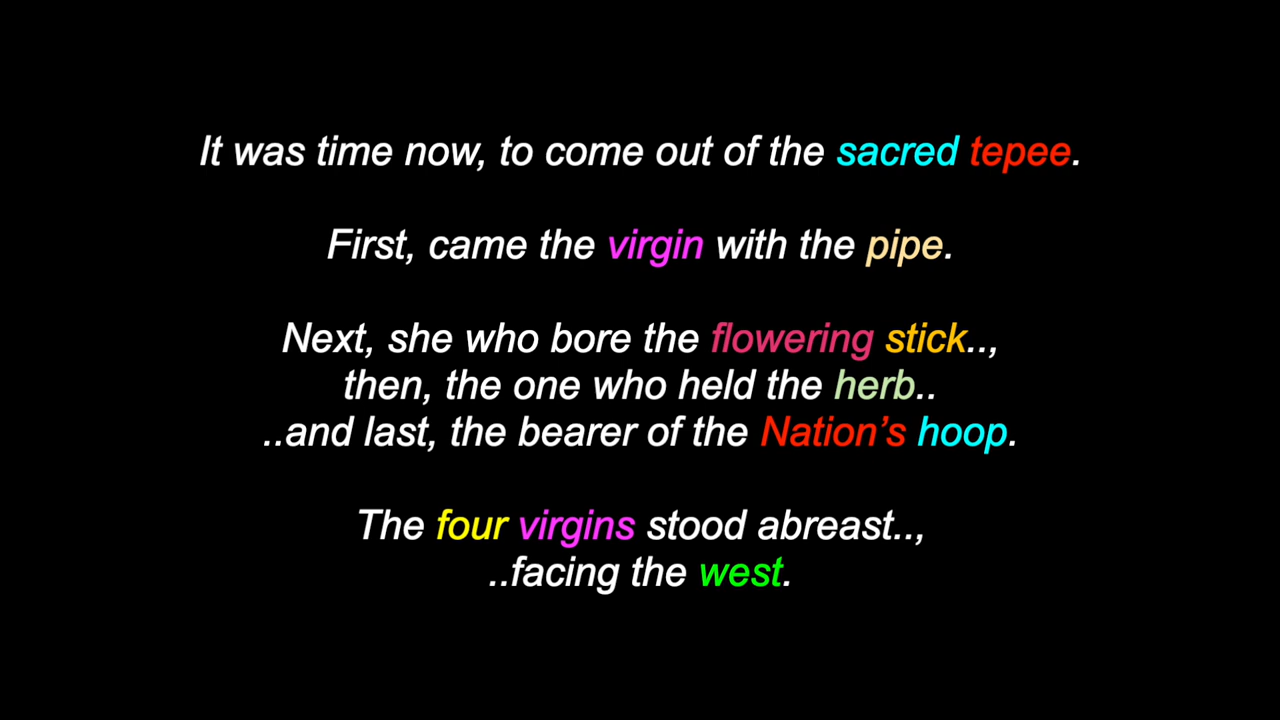 It was time now, to come out of the sacred tepee.
First, came the virgin with the pipe.
Next, she who bore the flowering stick..,
then, the one who held the herb..
..and last, the bearer of the Nation’s hoop.
The four virgins stood abreast..,
..facing the west.